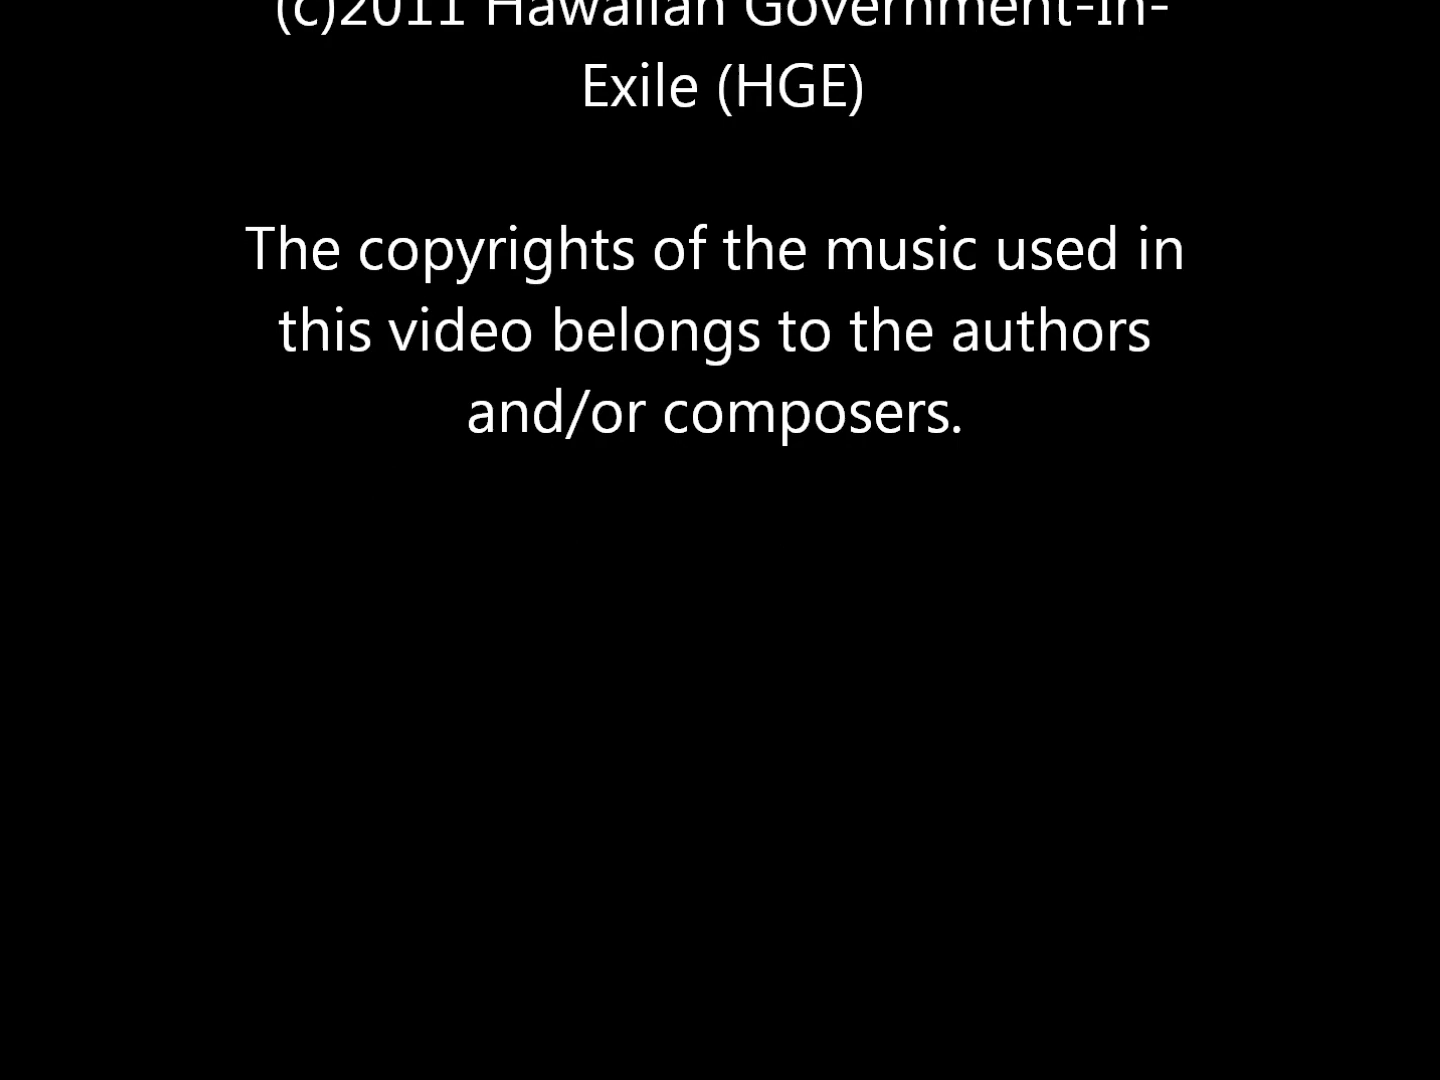 (c)2011 Hawaiian Government-In-
Exile (HGE)
The copyrights of the music used in
this video belongs to the authors
and/or composers.